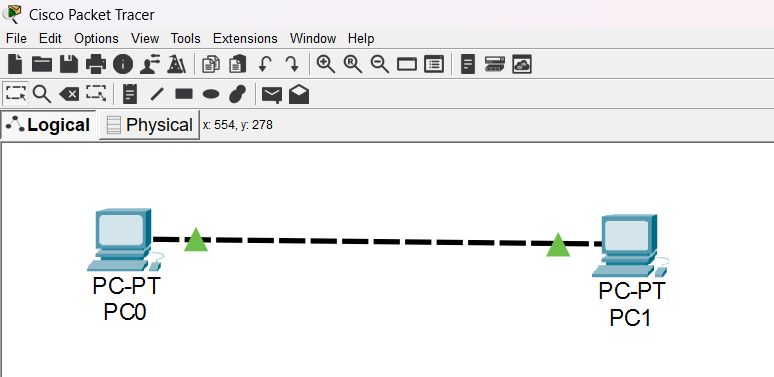 Cisco Packet Tracer
File Edit Options View Tools Extensions Window Help
Logical Physical x: 554, y: 278
PC-PT PC-PT
PC0 PC1